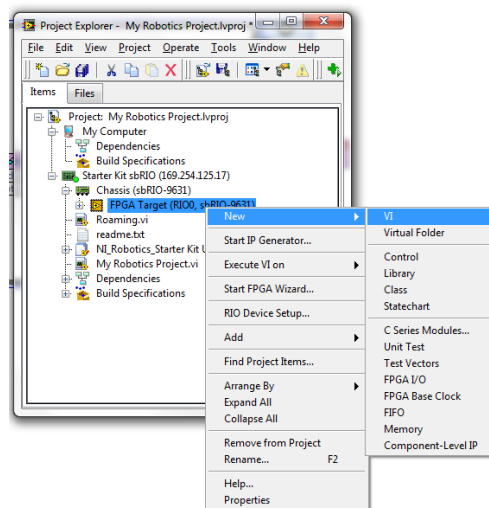 Project Explorer - My Robotics Project.lvproj *
File Edit View Project Operate Tools Window Help
Items Files
Project: My Robotics Project.lvproj
My Computer
Dependencies
Build Specifications
Starter Kit sbRIO (169.254.125.17)
Chassis (sbRIO-9631)
FPGA Target (RIO0, sbRIO-9631)
Roaming.vi
readme.txt
NI_Robotics_Starter Kit
My Robotics Project.vi
Dependencies
Build Specifications
New
Start IP Generator...
Execute VI on
Start FPGA Wizard...
RIO Device Setup...
Add
Find Project Items...
Arrange By
Expand All
Collapse All
Remove from Project
Rename... F2
Help...
Properties
VI
Virtual Folder
Control
Library
Class
Statechart
C Series Modules...
Unit Test
Test Vectors
FPGA I/O
FPGA Base Clock
FIFO
Memory
Component-Level IP